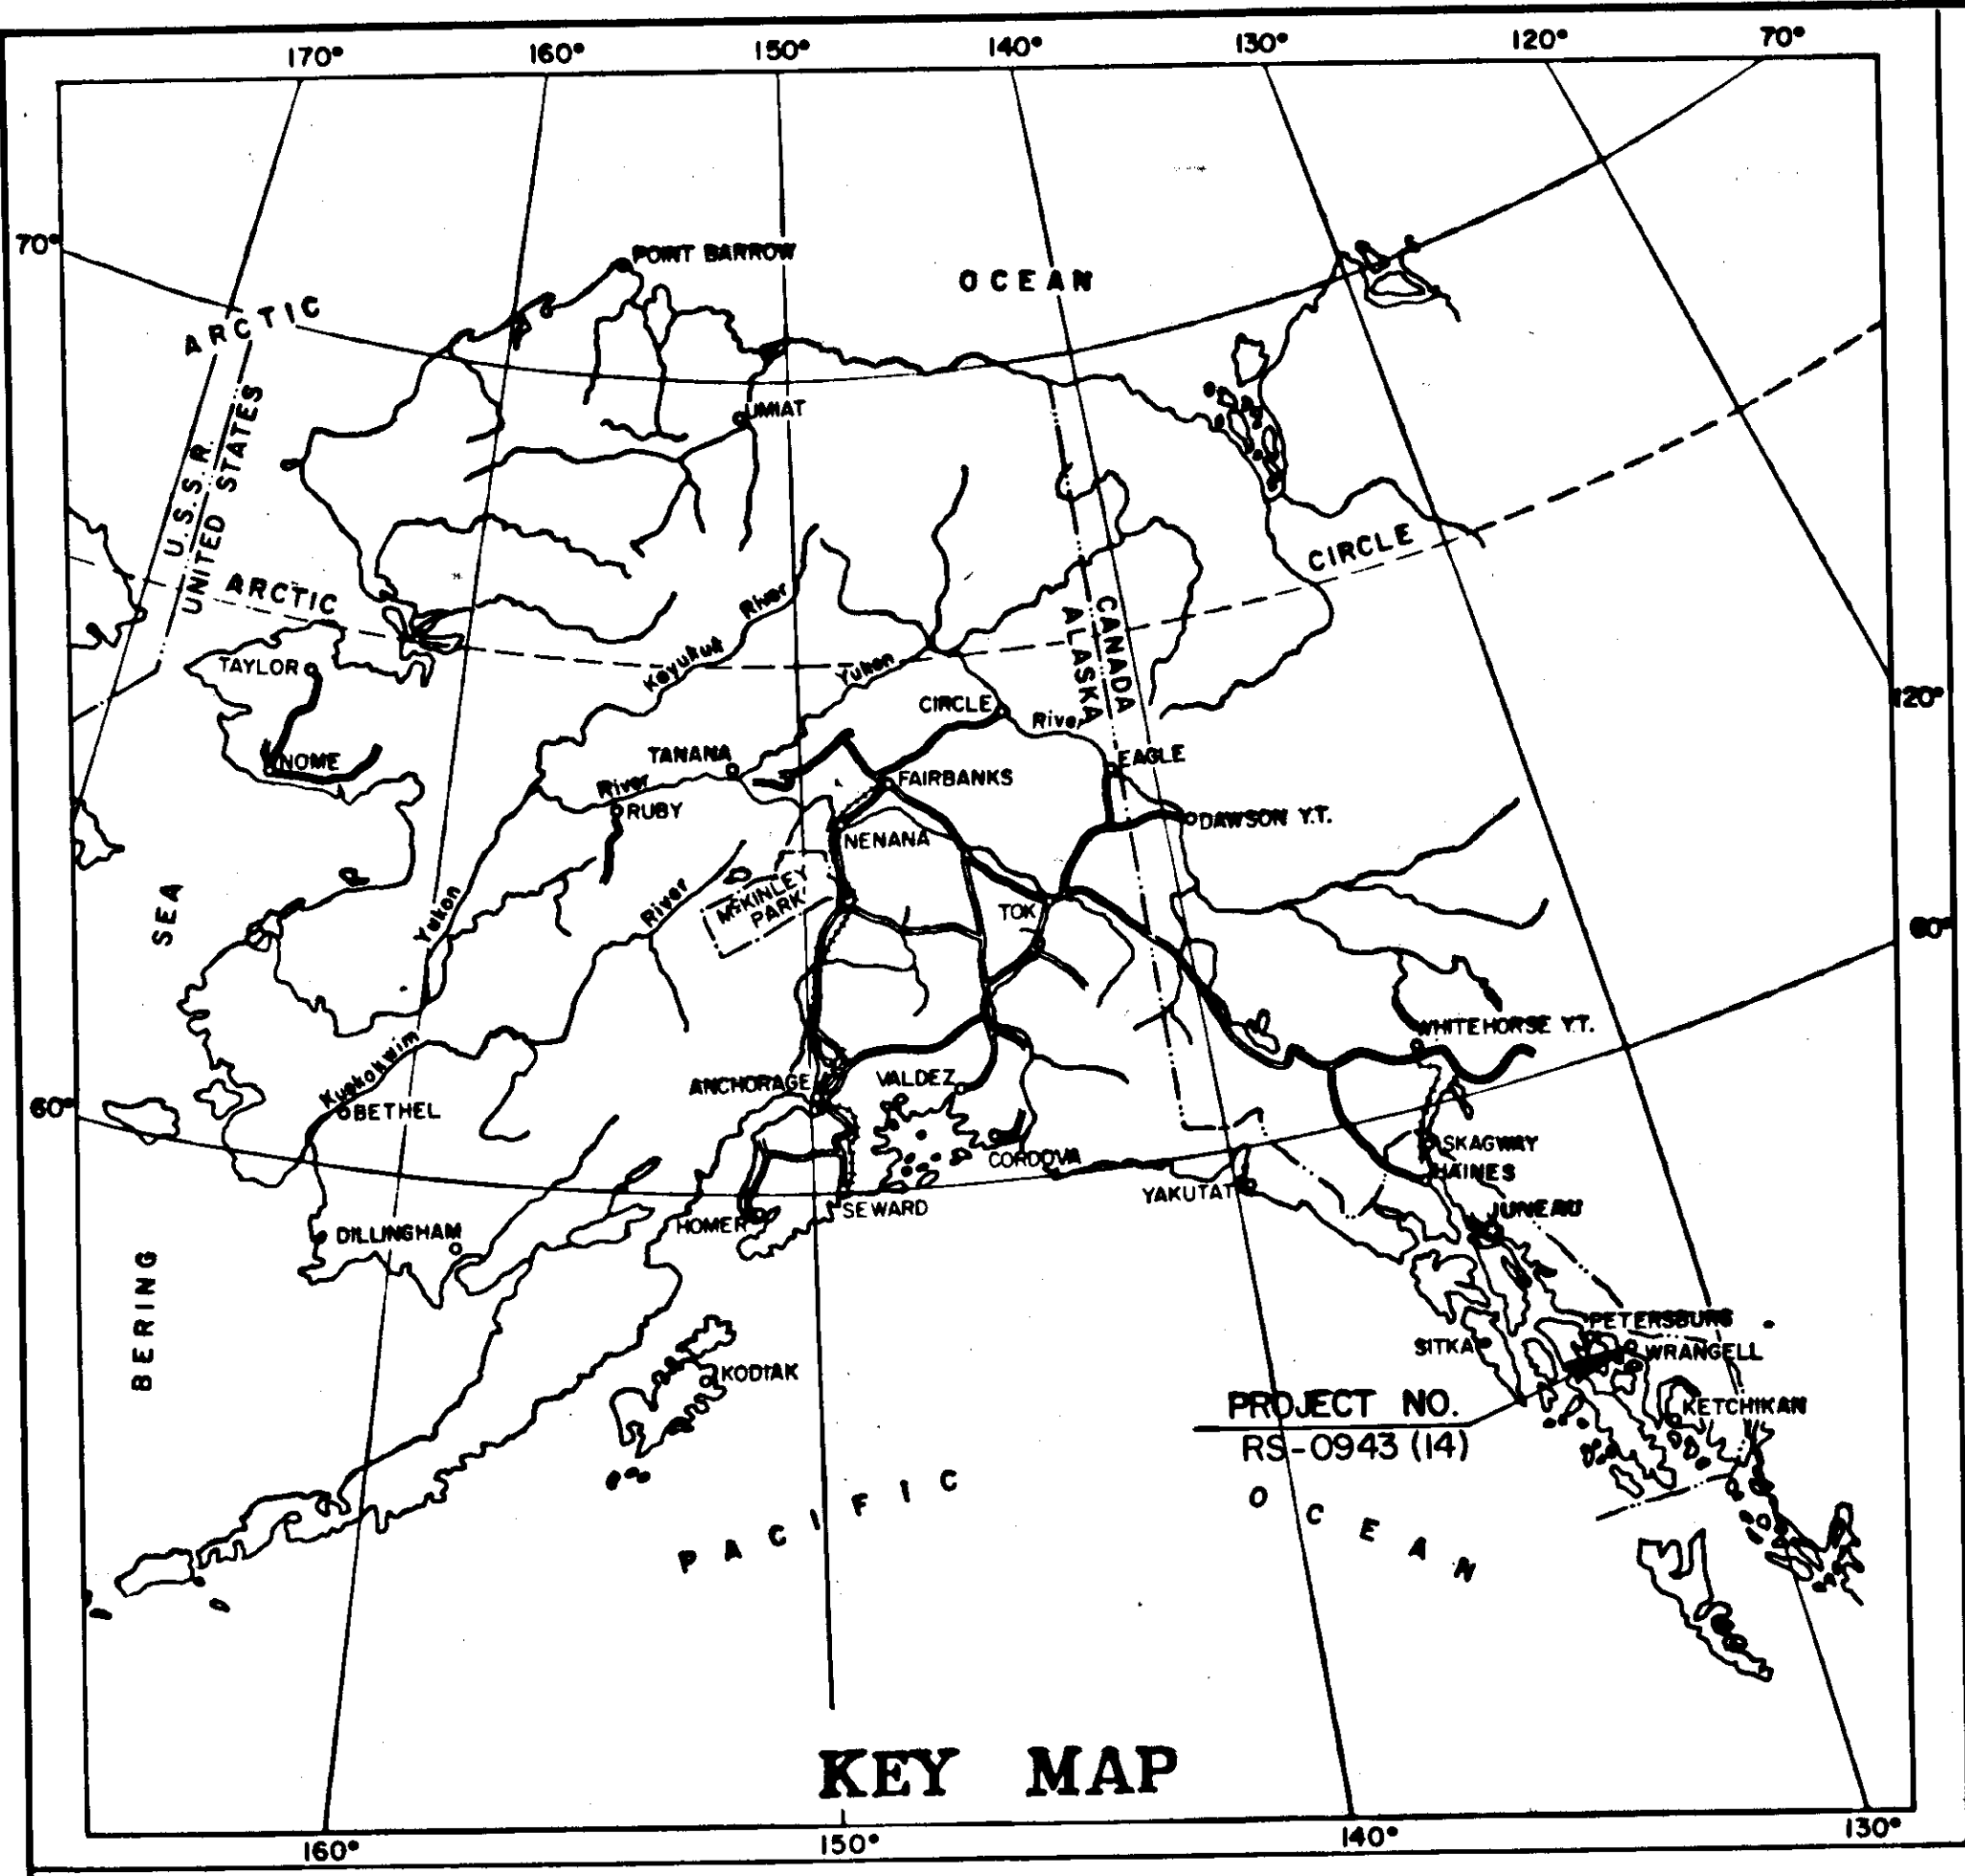 170° 160° 150° 140° 130° 120° 70°
70°
POINT BARROW
OCEAN
ARCTIC
UMIAT
U.S.S.R.
UNITED STATES
ARCTIC
CIRCLE
Koyukuk River
CANADA
ALASKA
TAYLOR
Yukon
CIRCLE
River
120°
NOME
TANANA
EAGLE
FAIRBANKS
River
RUBY
DAWSON Y.T.
NENANA
McKINLEY
PARK
SEA
Yukon
River
TOK
60°
WHITEHORSE Y.T.
Kuskokwim
ANCHORAGE
VALDEZ
60°
BETHEL
SKAGWAY
CORDOVA
HAINES
YAKUTAT
HOMER
SEWARD
JUNEAU
DILLINGHAM
BERING
PETERSBURG
SITKA
WRANGELL
KODIAK
PROJECT NO.
KETCHIKAN
RS-0943 (14)
PACIFIC
OCEAN
KEY MAP
160° 150° 140° 130°